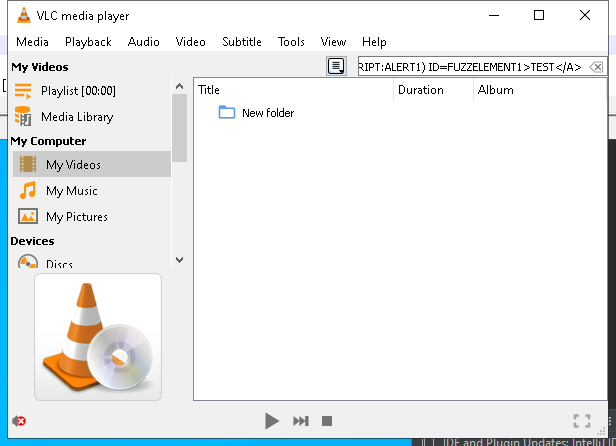 VLC media player
Media Playback Audio Video Subtitle Tools View Help
My Videos
RIPT:ALERT1) ID=FUZZELEMENT1>TEST</A>
Playlist [00:00]
Media Library
My Computer
My Videos
My Music
My Pictures
Devices
Discs
Title Duration Album
New folder
IDE and Plugin Updates: IntelliJ